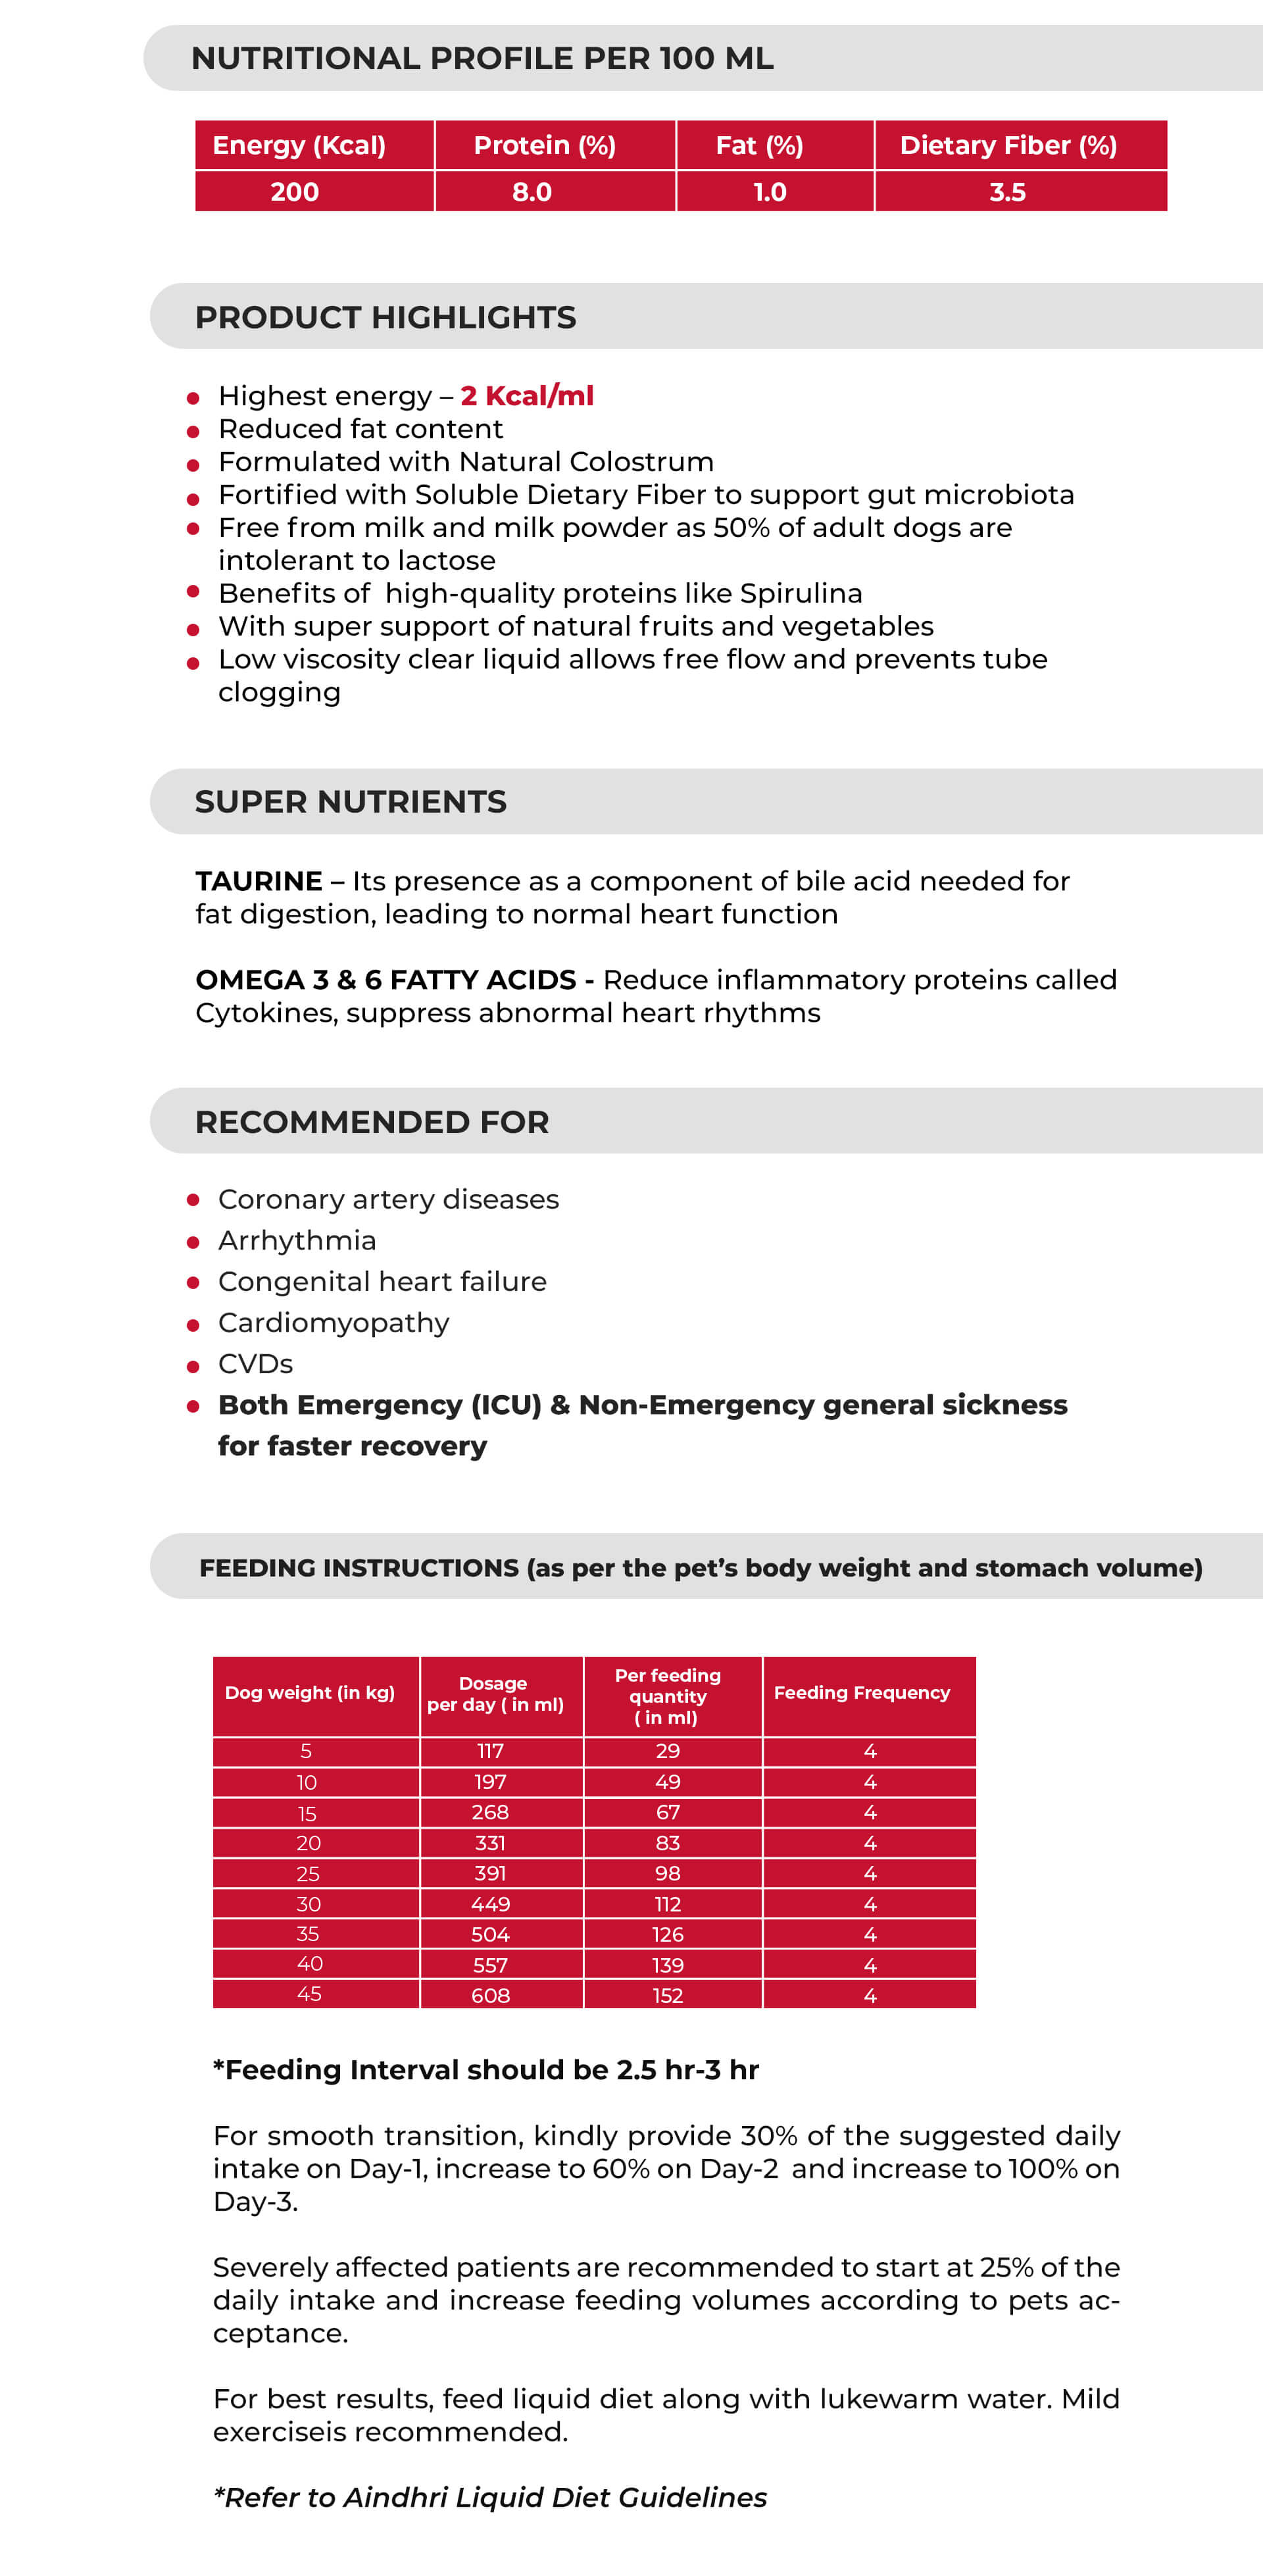 NUTRITIONAL PROFILE PER 100 ML
Energy (Kcal) Protein (%) Fat (%) Dietary Fiber (%)
200 8.0 1.0 3.5
PRODUCT HIGHLIGHTS
Highest energy – 2 Kcal/ml
Reduced fat content
Formulated with Natural Colostrum
Fortified with Soluble Dietary Fiber to support gut microbiota
Free from milk and milk powder as 50% of adult dogs are
intolerant to lactose
Benefits of high-quality proteins like Spirulina
With super support of natural fruits and vegetables
Low viscosity clear liquid allows free flow and prevents tube
clogging
SUPER NUTRIENTS
TAURINE – Its presence as a component of bile acid needed for
fat digestion, leading to normal heart function
OMEGA 3 & 6 FATTY ACIDS - Reduce inflammatory proteins called
Cytokines, suppress abnormal heart rhythms
RECOMMENDED FOR
Coronary artery diseases
Arrhythmia
Congenital heart failure
Cardiomyopathy
CVDs
Both Emergency (ICU) & Non-Emergency general sickness
for faster recovery
FEEDING INSTRUCTIONS (as per the pet’s body weight and stomach volume)
Dog weight (in kg) Dosage per day ( in ml) Per feeding quantity ( in ml) Feeding Frequency
5 117 29 4
10 197 49 4
15 268 67 4
20 331 83 4
25 391 98 4
30 449 112 4
35 504 126 4
40 557 139 4
45 608 152 4
*Feeding Interval should be 2.5 hr-3 hr
For smooth transition, kindly provide 30% of the suggested daily
intake on Day-1, increase to 60% on Day-2 and increase to 100% on
Day-3.
Severely affected patients are recommended to start at 25% of the
daily intake and increase feeding volumes according to pets ac-
ceptance.
For best results, feed liquid diet along with lukewarm water. Mild
exerciseis recommended.
*Refer to Aindhri Liquid Diet Guidelines